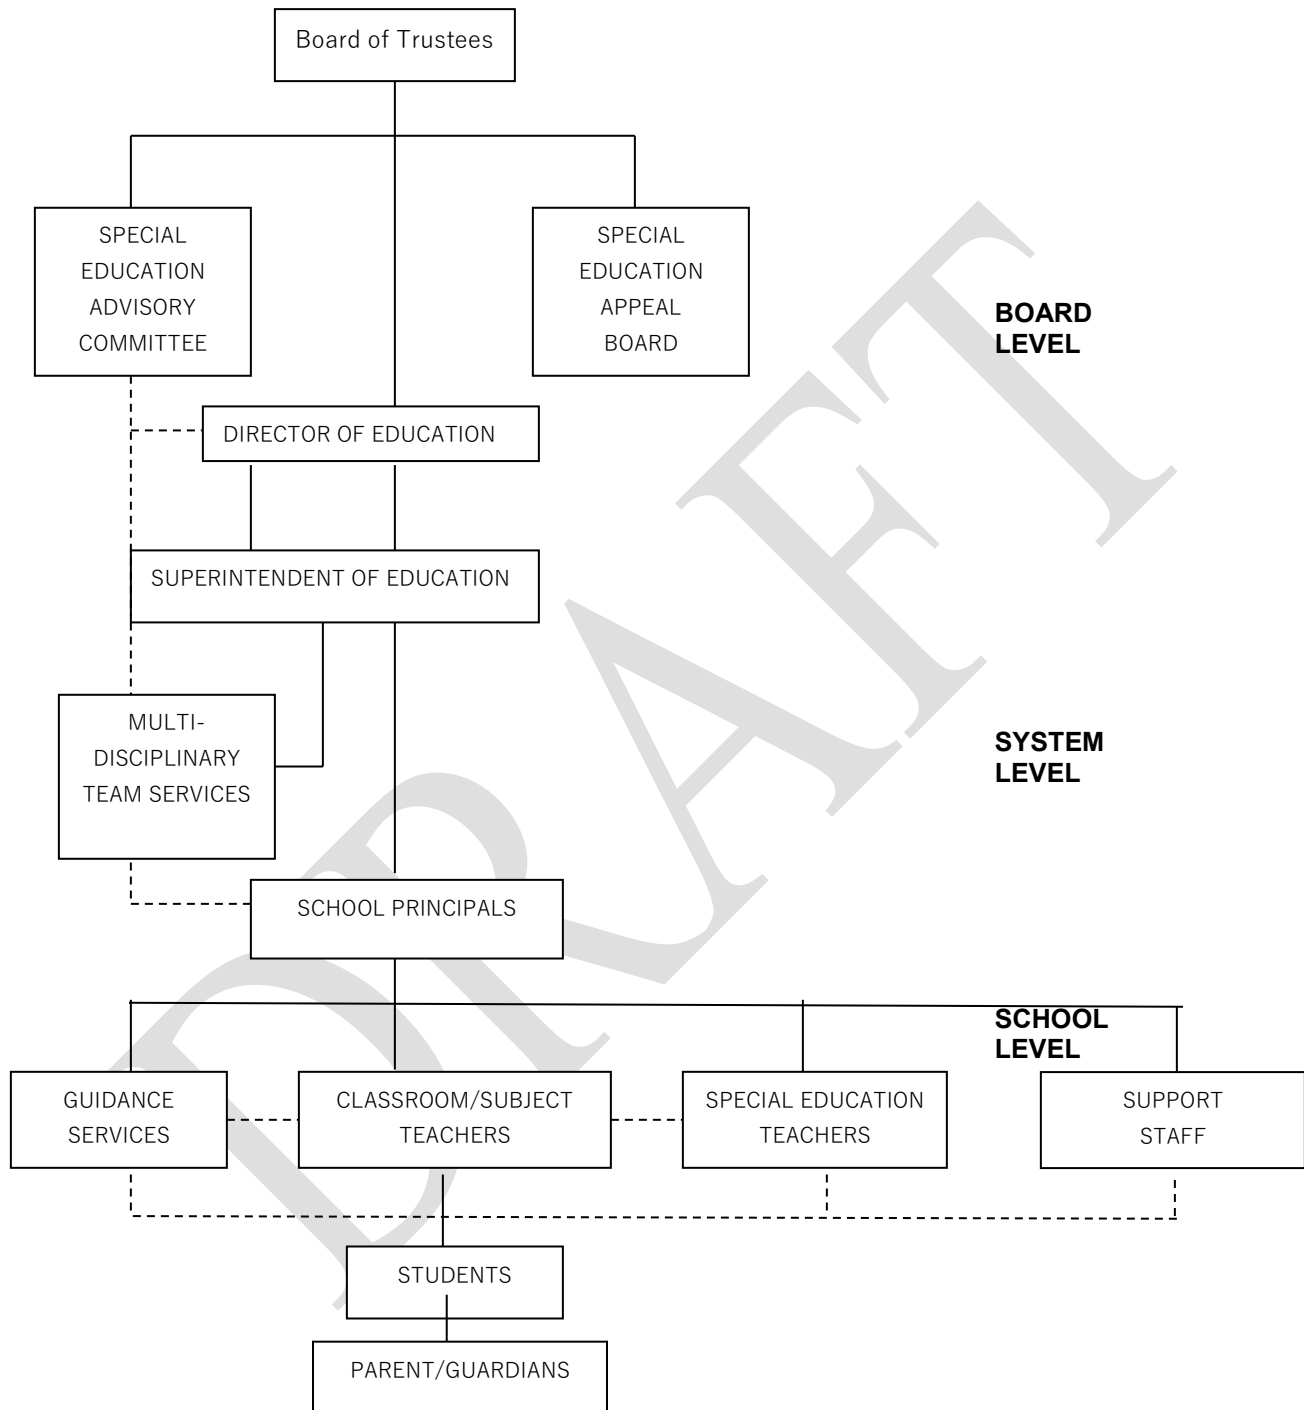 Board of Trustees
SPECIAL
EDUCATION
ADVISORY
COMMITTEE
SPECIAL
EDUCATION
APPEAL
BOARD
BOARD
LEVEL
DIRECTOR OF EDUCATION
SUPERINTENDENT OF EDUCATION
MULTI-
DISCIPLINARY
TEAM SERVICES
SYSTEM
LEVEL
SCHOOL PRINCIPALS
SCHOOL
LEVEL
GUIDANCE
SERVICES
CLASSROOM/SUBJECT
TEACHERS
SPECIAL EDUCATION
TEACHERS
SUPPORT
STAFF
STUDENTS
PARENT/GUARDIANS
DRAFT